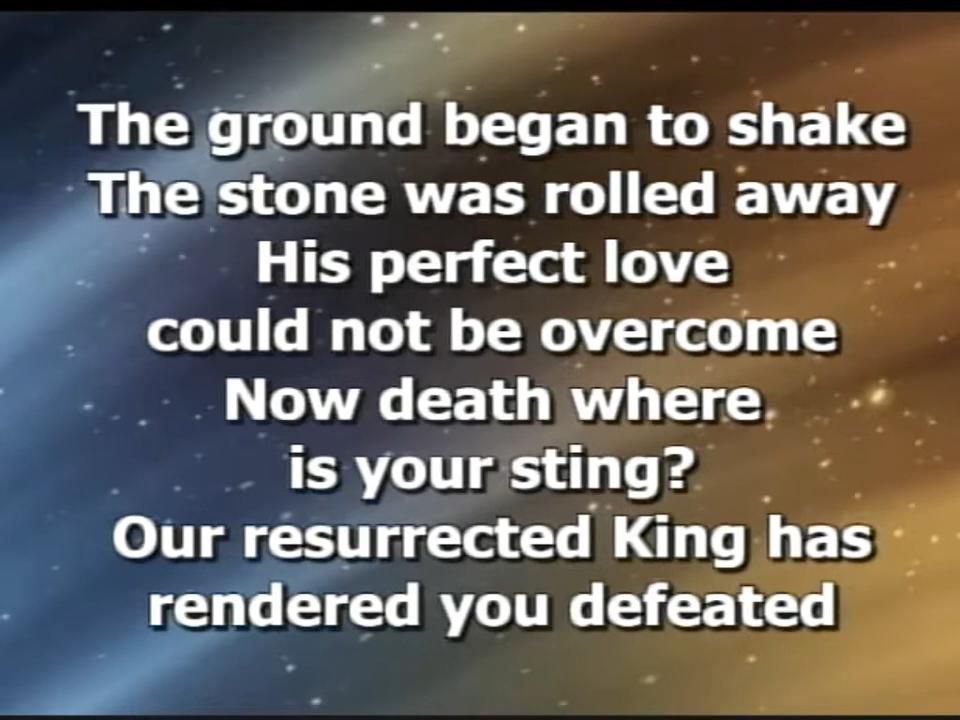 The ground began to shake
The stone was rolled away
His perfect love
could not be overcome
Now death where
is your sting?
Our resurrected King has
rendered you defeated